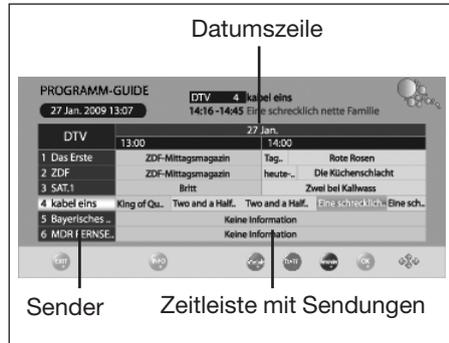 Datumszeile
PROGRAMM-GUIDE
DTV 4 kabel eins
27 Jan. 2009 13:07 14:16 -14:45 Eine schrecklich nette Familie
DTV 27 Jan.
13:00 14:00
1 Das Erste ZDF-Mittagsmagazin Tag.. Rote Rosen
2 ZDF ZDF-Mittagsmagazin heute-.. Die Küchenschlacht
3 SAT.1 Britt Zwei bei Kallwass
4 kabel eins King of Qu.. Two and a Half.. Two and a Half.. Eine schrecklich.. Eine sch..
5 Bayerisches .. Keine Information
6 MDR FERNSE.. Keine Information
EXIT INFO DATE OK
Sender Zeitleiste mit Sendungen